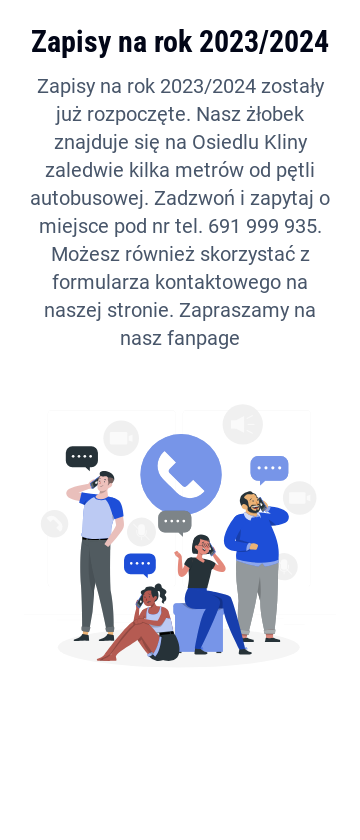 Zapisy na rok 2023/2024
Zapisy na rok 2023/2024 zostały
już rozpoczęte. Nasz żłobek
znajduje się na Osiedlu Kliny
zaledwie kilka metrów od pętli
autobusowej. Zadzwoń i zapytaj o
miejsce pod nr tel. 691 999 935.
Możesz również skorzystać z
formularza kontaktowego na
naszej stronie. Zapraszamy na
nasz fanpage